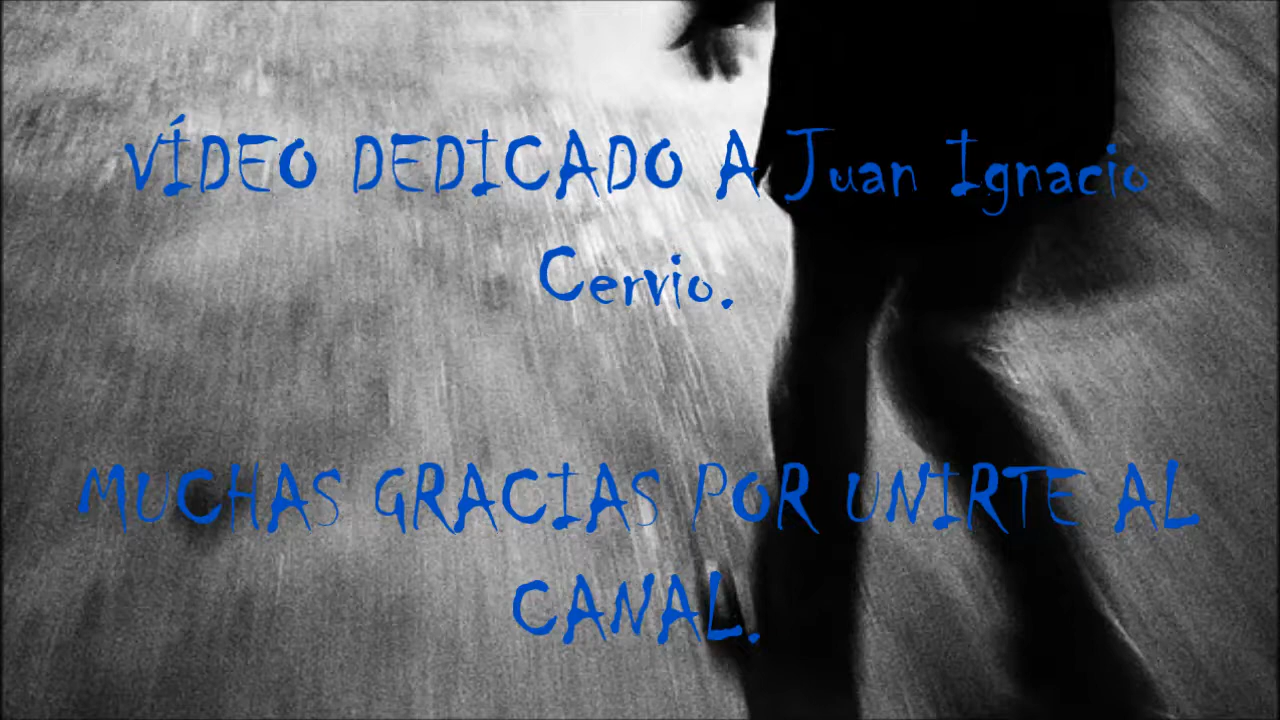 VÍDEO DEDICADO A Juan Ignacio
Cervio.
MUCHAS GRACIAS POR UNIRTE AL
CANAL.